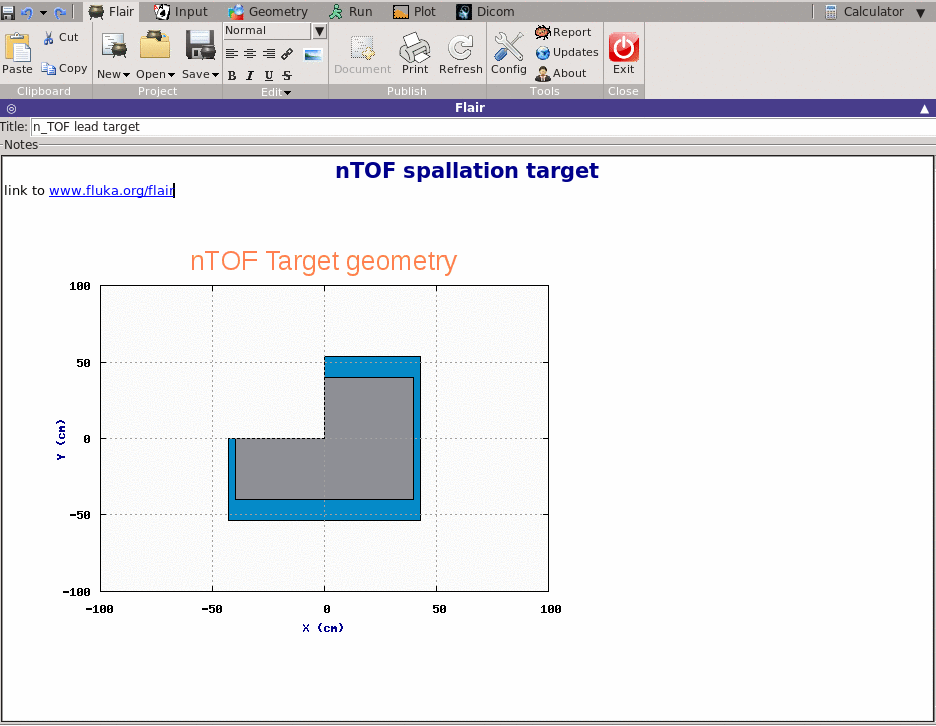 Flair Input Geometry Run Plot Dicom Calculator
Paste Cut Copy
Clipboard
New Open Save
Project
Normal
B I U S
Edit
Document Print Refresh
Publish
Config Report Updates About
Tools
Exit
Close
Flair
Title: n_TOF lead target
Notes
nTOF spallation target
link to www.fluka.org/flair
nTOF Target geometry
100
50
0
-50
-100
Y (cm)
-100 -50 0 50 100
X (cm)